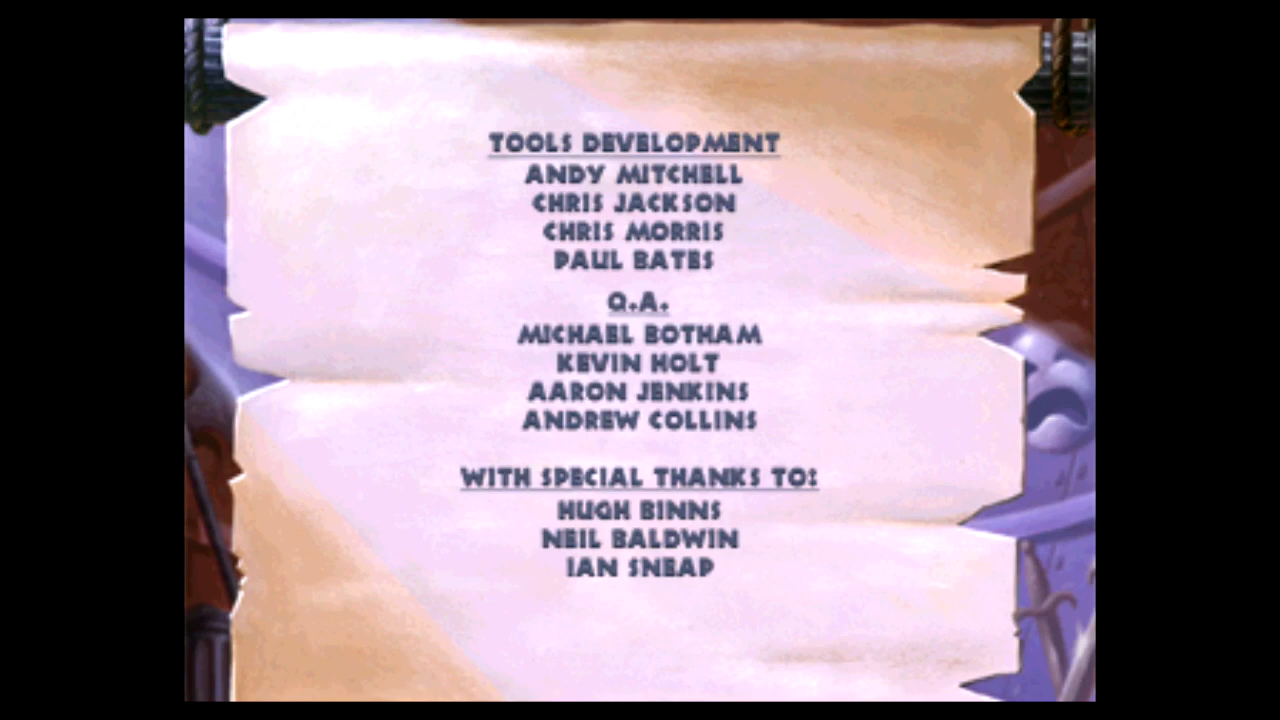 TOOLS DEVELOPMENT
ANDY MITCHELL
CHRIS JACKSON
CHRIS MORRIS
PAUL BATES
Q.A.
MICHAEL BOTHAM
KEVIN HOLT
AARON JENKINS
ANDREW COLLINS
WITH SPECIAL THANKS TO:
HUGH BINNS
NEIL BALDWIN
IAN SNEAP